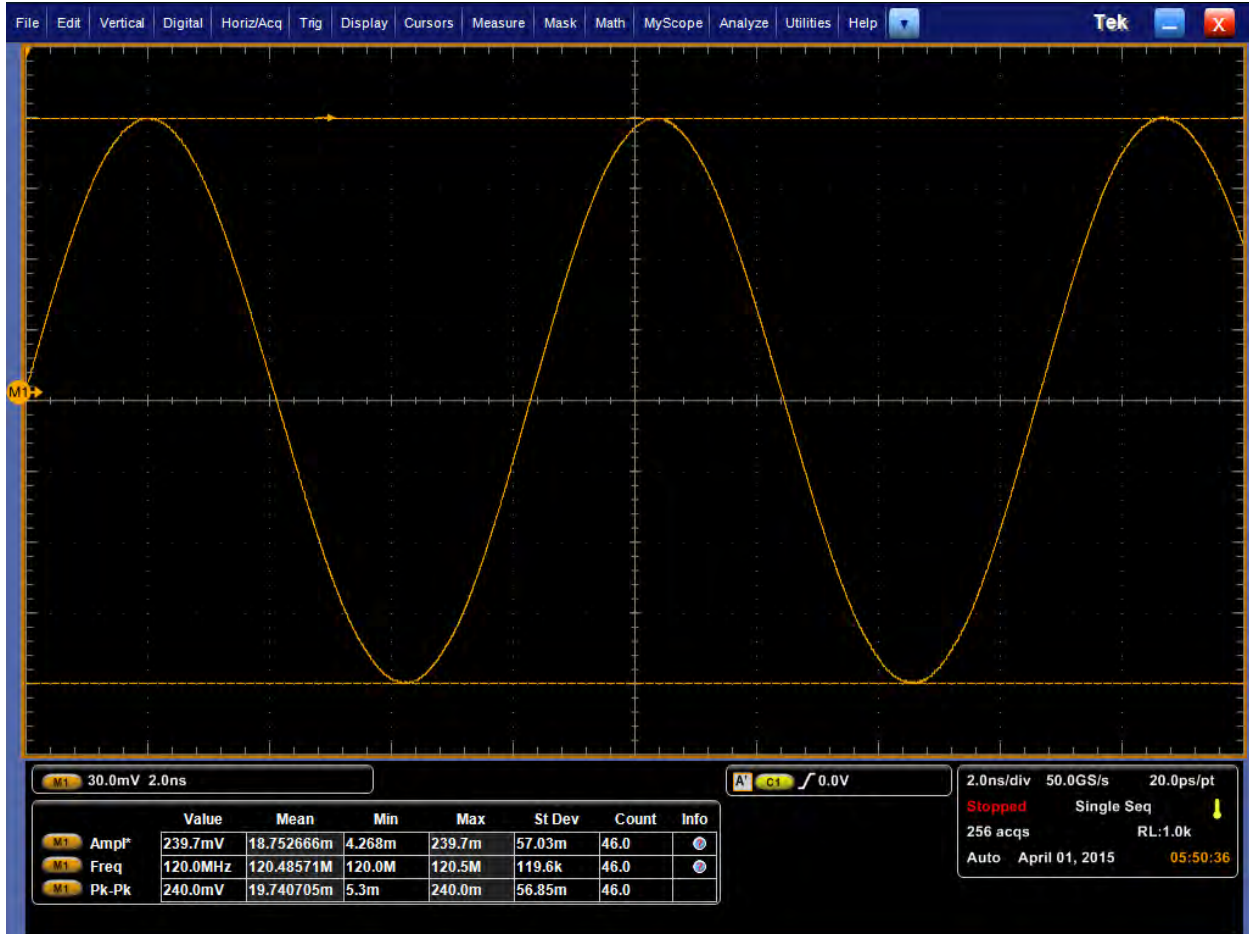 File Edit Vertical Digital Horiz/Acq Trig Display Cursors Measure Mask Math MyScope Analyze Utilities Help Tek X
M1
M1 30.0mV 2.0ns
A' C1 0.0V
2.0ns/div 50.0GS/s 20.0ps/pt
Stopped Single Seq
256 acqs RL:1.0k
Auto April 01, 2015 05:50:36
Value Mean Min Max St Dev Count Info
M1 Ampl* 239.7mV 18.752666m 4.268m 239.7m 57.03m 46.0
M1 Freq 120.0MHz 120.48571M 120.0M 120.5M 119.6k 46.0
M1 Pk-Pk 240.0mV 19.740705m 5.3m 240.0m 56.85m 46.0